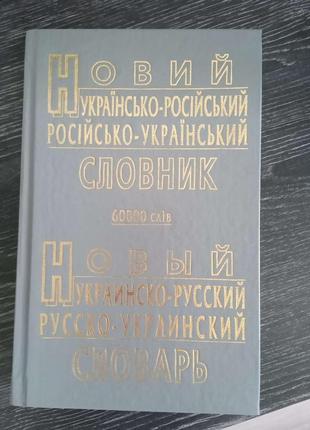 НОВИЙ
УКРАЇНСЬКО-РОСІЙСЬКИЙ
РОСІЙСЬКО-УКРАЇНСЬКИЙ
СЛОВНИК
60000 слів
НОВЫЙ
УКРАИНСКО-РУССКИЙ
РУССКО-УКРАИНСКИЙ
СЛОВАРЬ